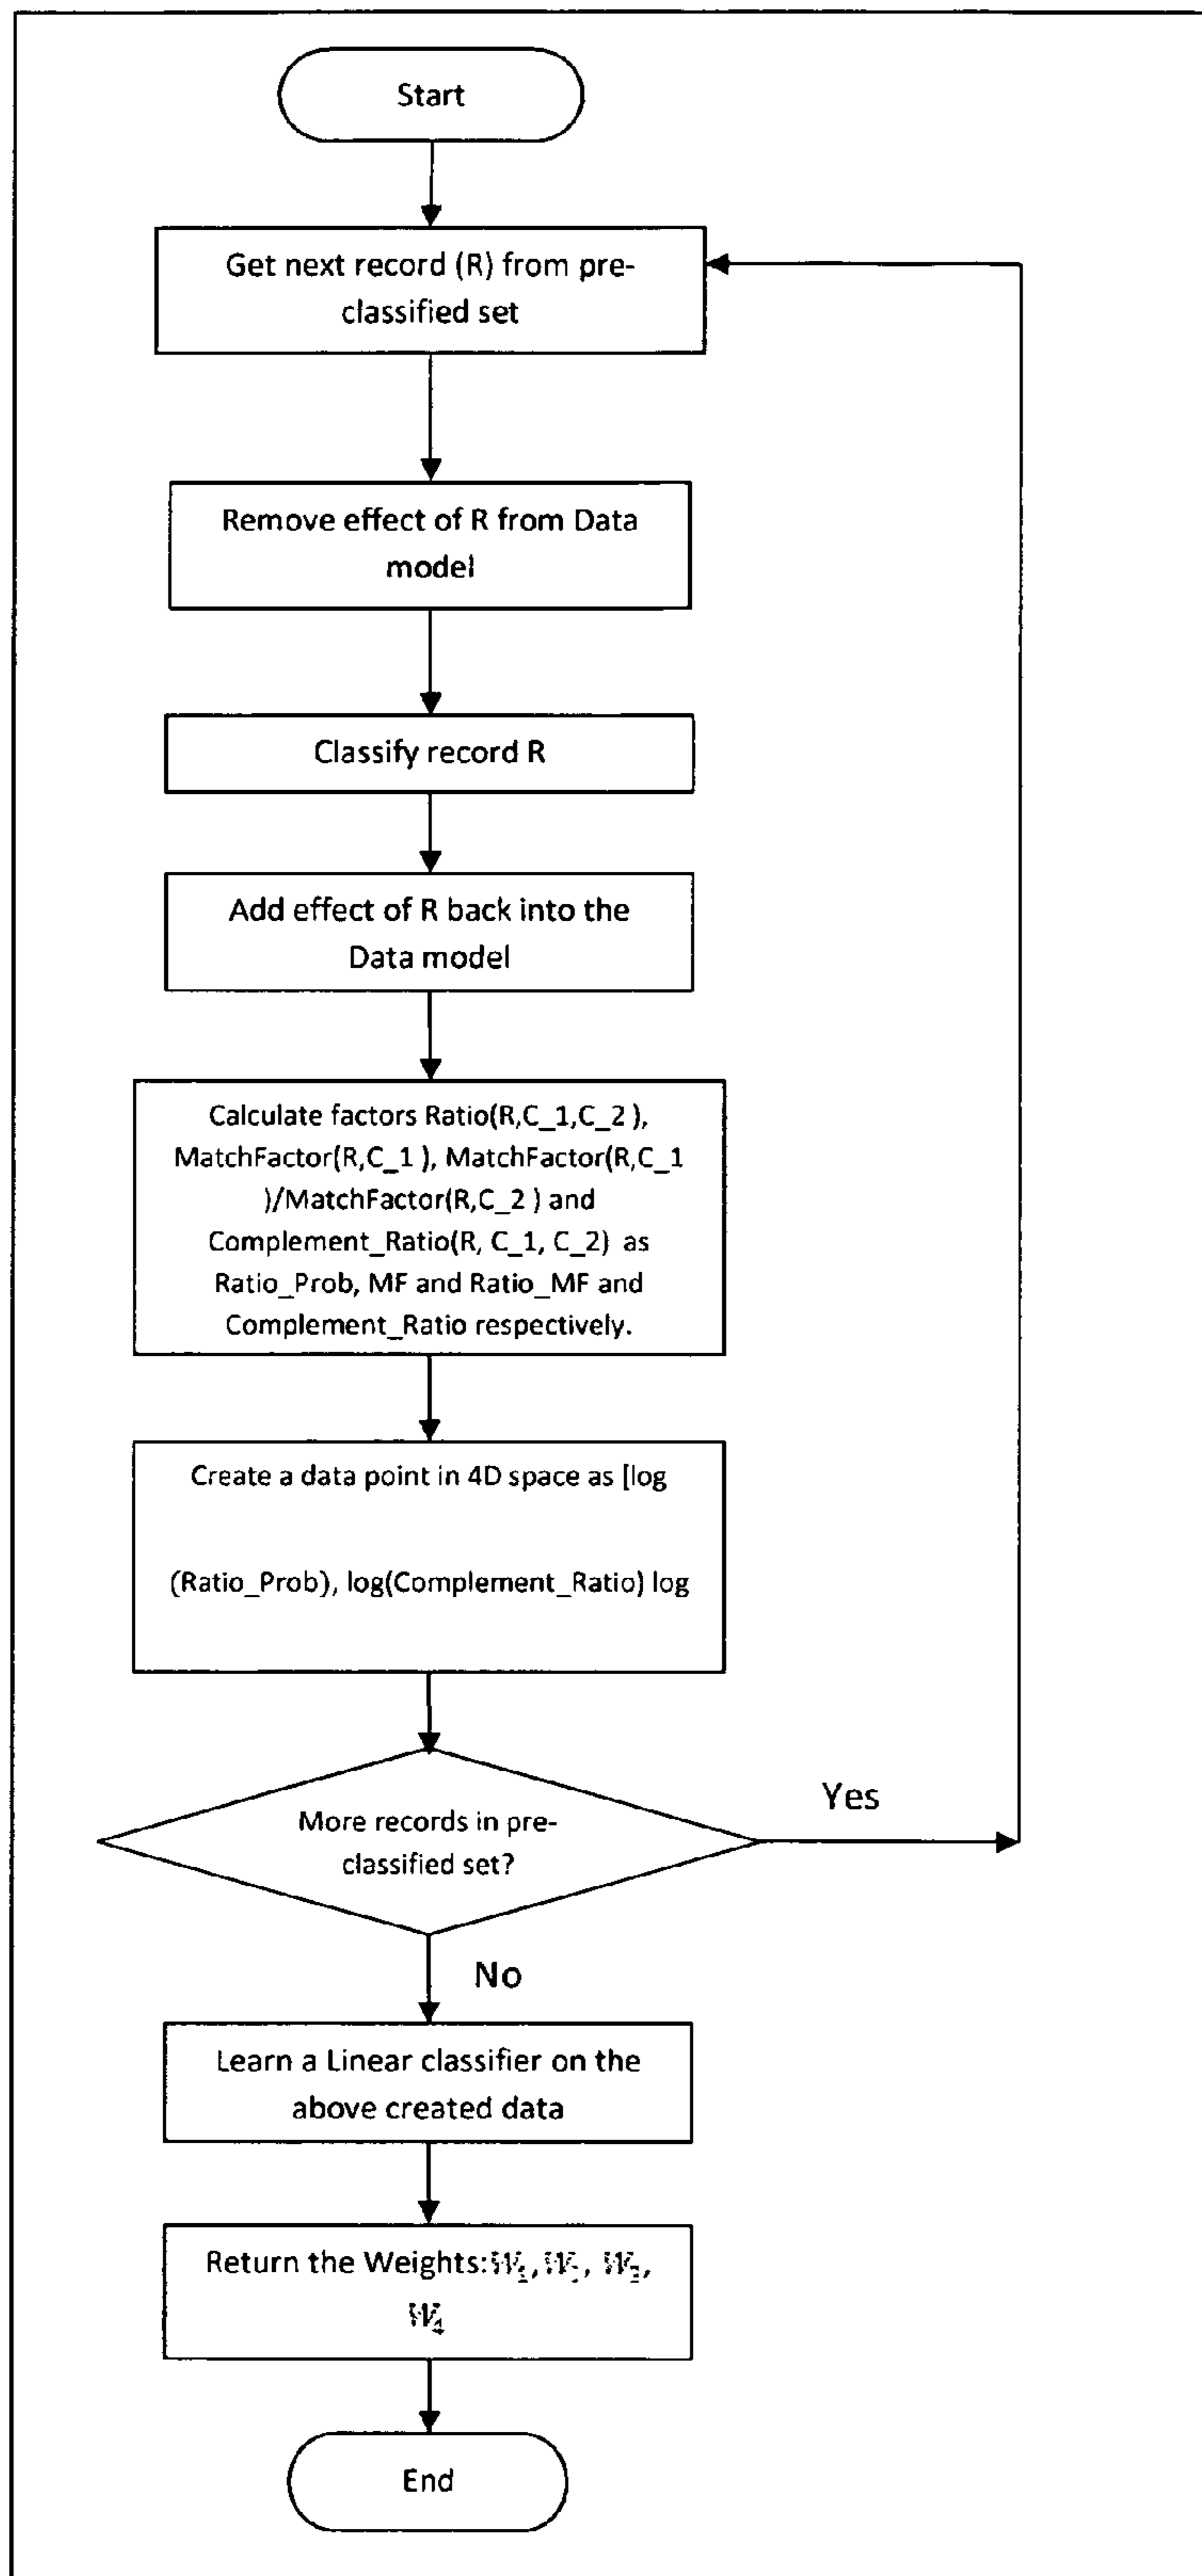 Start
Get next record (R) from pre-
classified set
Remove effect of R from Data
model
Classify record R
Add effect of R back into the
Data model
Calculate factors Ratio(R,C_1,C_2 ),
MatchFactor(R,C_1 ), MatchFactor(R,C_1
)/MatchFactor(R,C_2 ) and
Complement_Ratio(R, C_1, C_2) as
Ratio_Prob, MF and Ratio_MF and
Complement_Ratio respectively.
Create a data point in 4D space as [log
(Ratio_Prob), log(Complement_Ratio) log
More records in pre-
classified set?
Yes
No
Learn a Linear classifier on the
above created data
Return the Weights:W₁, W₂, W₃,
W₄
End